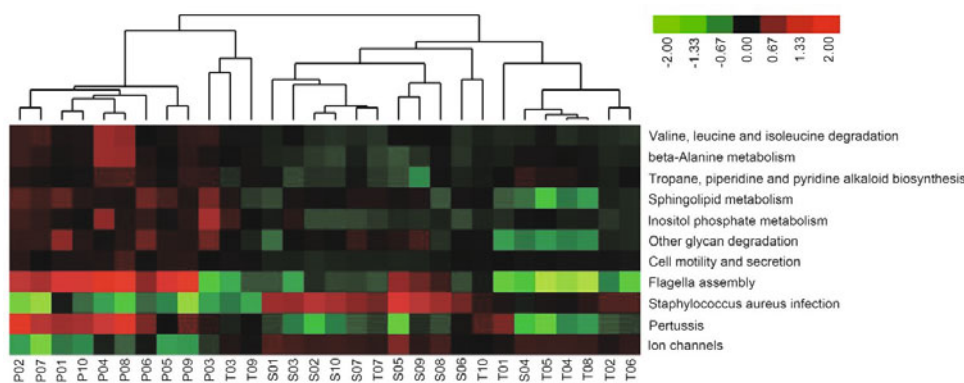 -2.00 -1.33 -0.67 0.00 0.67 1.33 2.00
Valine, leucine and isoleucine degradation
beta-Alanine metabolism
Tropane, piperidine and pyridine alkaloid biosynthesis
Sphingolipid metabolism
Inositol phosphate metabolism
Other glycan degradation
Cell motility and secretion
Flagella assembly
Staphylococcus aureus infection
Pertussis
Ion channels
P02 P07 P01 P10 P04 P08 P06 P05 P09 P03 T03 T09 S01 S03 S02 S10 S07 T07 S05 S09 S08 S06 T10 T01 S04 T05 T04 T08 T02 T06